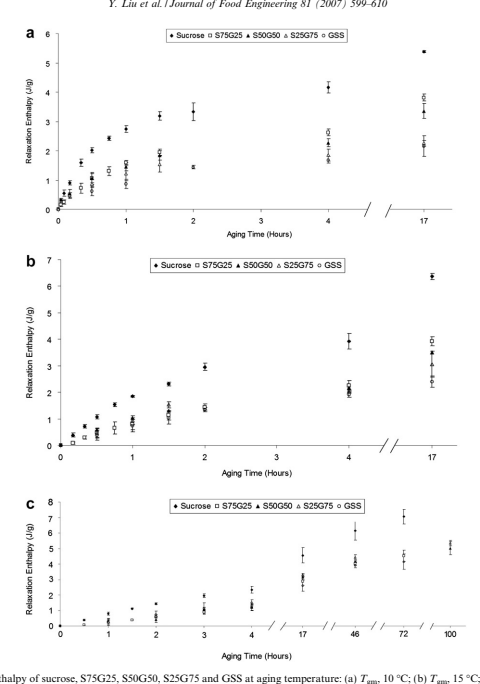 Y. Liu et al. / Journal of Food Engineering 81 (2007) 599–610
a
Sucrose S75G25 S50G50 S25G75 GSS
Relaxation Enthalpy (J/g)
6
5
4
3
2
1
0
0 1 2 3 4 17
Aging Time (Hours)
b
Sucrose S75G25 S50G50 S25G75 GSS
Relaxation Enthalpy (J/g)
7
6
5
4
3
2
1
0
0 1 2 3 4 17
Aging Time (Hours)
c
Sucrose S75G25 S50G50 S25G75 GSS
Relaxation Enthalpy (J/g)
8
7
6
5
4
3
2
1
0
0 1 2 3 4 17 46 72 100
Aging Time (Hours)
thalpy of sucrose, S75G25, S50G50, S25G75 and GSS at aging temperature: (a) Tgm, 10 °C; (b) Tgm, 15 °C;